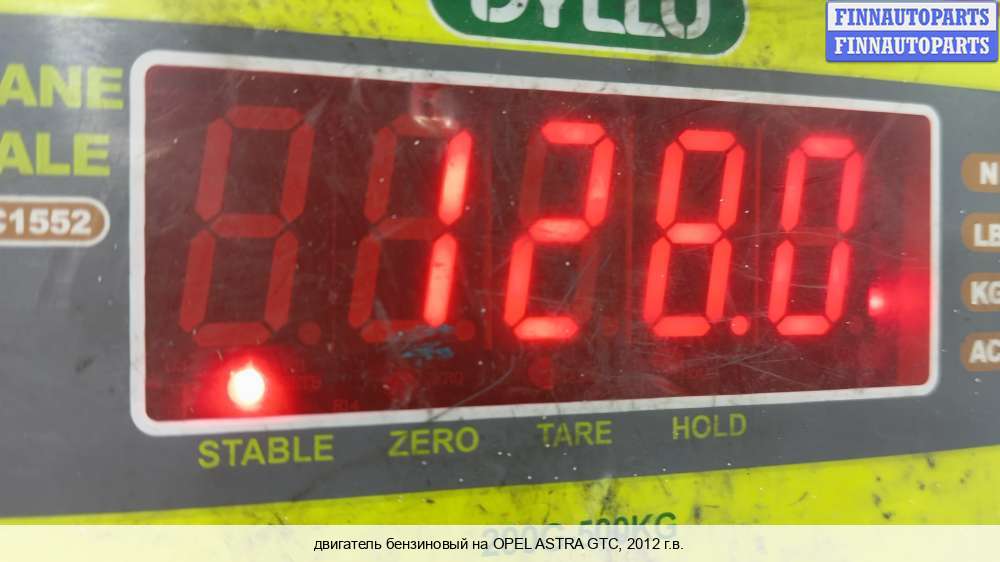 FINNAUTOPARTS
FINNAUTOPARTS
ANE
ALE
C1552
128.0
N
LB
KG
AC
STABLE ZERO TARE HOLD
двигатель бензиновый на OPEL ASTRA GTC, 2012 г.в.